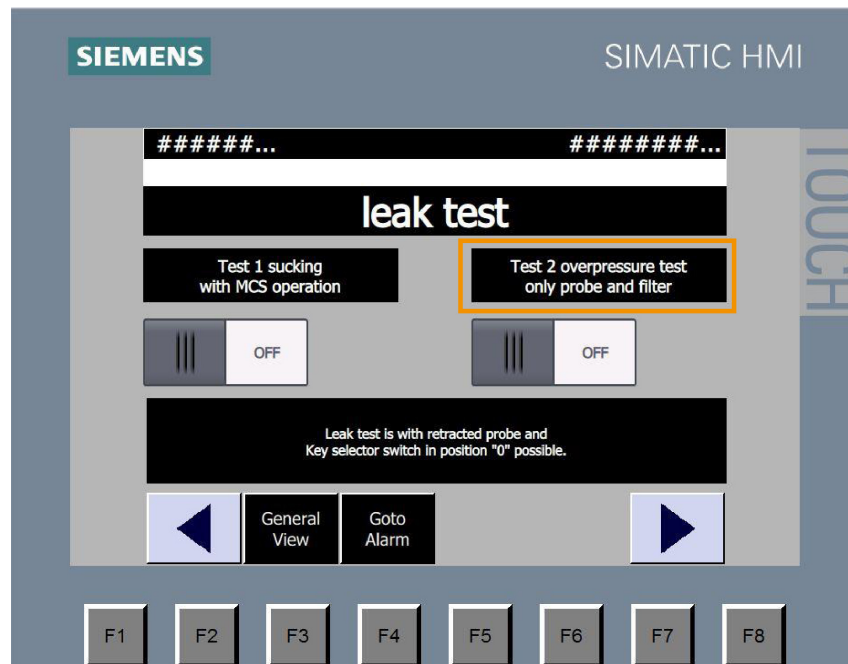 SIEMENS
SIMATIC HMI
TOUCH
######...
########...
leak test
Test 1 sucking
with MCS operation
Test 2 overpressure test
only probe and filter
OFF
OFF
Leak test is with retracted probe and
Key selector switch in position "0" possible.
General
View
Goto
Alarm
F1
F2
F3
F4
F5
F6
F7
F8